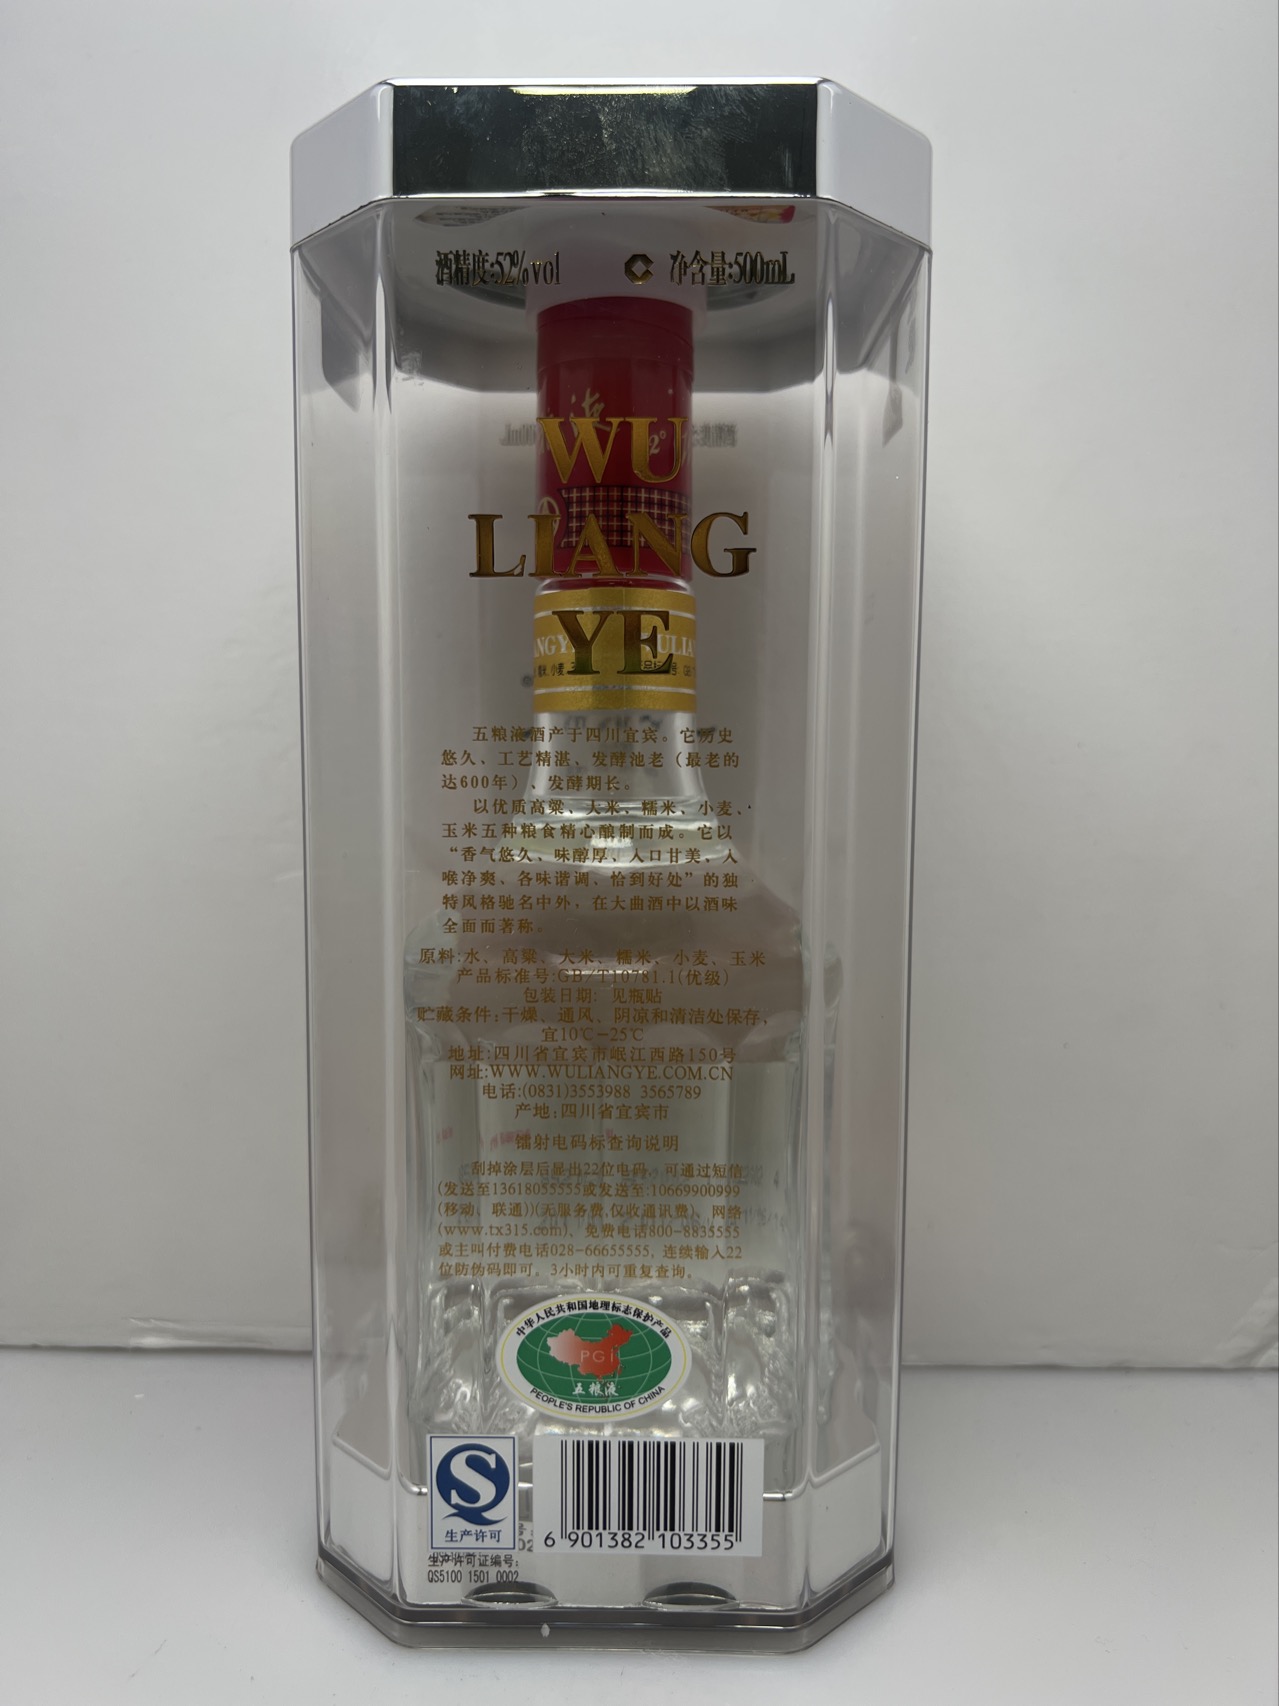 酒精度:52%vol 净含量:500mL
WU
LIANG
YE
五粮液酒产于四川宜宾。它历史
悠久、工艺精湛、发酵池老（最老的
达600年）、发酵期长。
以优质高粱、大米、糯米、小麦、
玉米五种粮食精心酿制而成。它以
“香气悠久、味醇厚、入口甘美、入
喉净爽、各味谐调、恰到好处”的独
特风格驰名中外，在大曲酒中以酒味
全面而著称。
原料:水、高粱、大米、糯米、小麦、玉米
产品标准号:GB/T10781.1(优级)
包装日期: 见瓶贴
贮藏条件:干燥、通风、阴凉和清洁处保存,
宜10℃-25℃
地址:四川省宜宾市岷江西路150号
网址:WWW.WULIANGYE.COM.CN
电话:(0831)3553988 3565789
产地:四川省宜宾市
镭射电码标查询说明
刮掉涂层后显出22位电码、可通过短信
(发送至13618055555或发送至:10669900999
(移动、联通))(无服务费,仅收通讯费)、网络
(www.tx315.com)、免费电话800-8835555
或主叫付费电话028-66655555, 连续输入22
位防伪码即可。3小时内可重复查询。
中华人民共和国地理标志保护产品
PGI
五粮液
PEOPLE'S REPUBLIC OF CHINA
生产许可
6 901382 103355
生产许可证编号:
QS5100 1501 0002